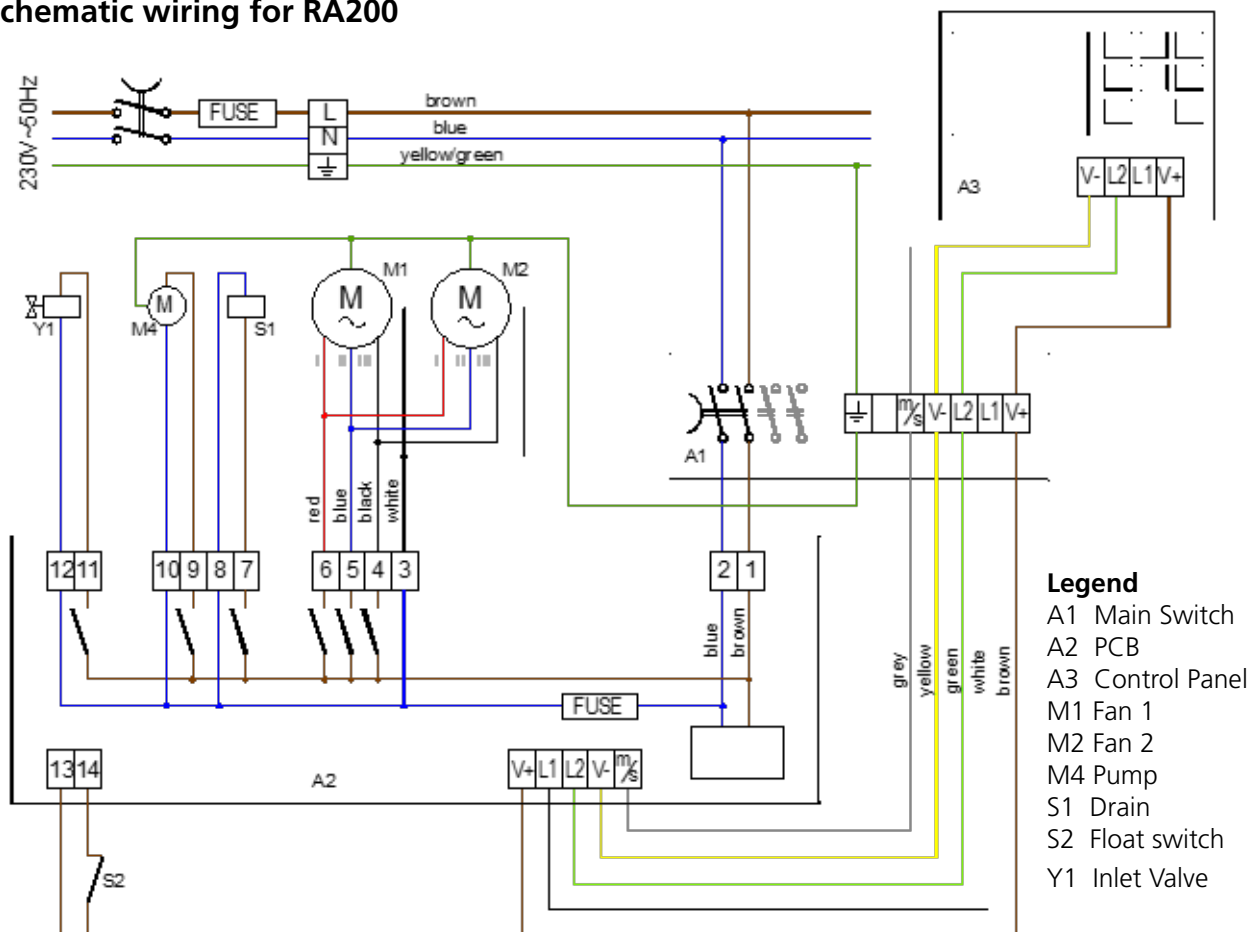 chematic wiring for RA200
230V ~50Hz
FUSE
L
N
brown
blue
yellow/green
A3
V- L2 L1 V+
M1
M2
M
M
M
Y1
M4
S1
I II III
I II III
A1
m/s V- L2 L1 V+
red
blue
black
white
12 11
10 9 8 7
6 5 4 3
2 1
blue
brown
grey
yellow
green
white
brown
FUSE
13 14
A2
V+ L1 L2 V- m/s
S2
Legend
A1 Main Switch
A2 PCB
A3 Control Panel
M1 Fan 1
M2 Fan 2
M4 Pump
S1 Drain
S2 Float switch
Y1 Inlet Valve